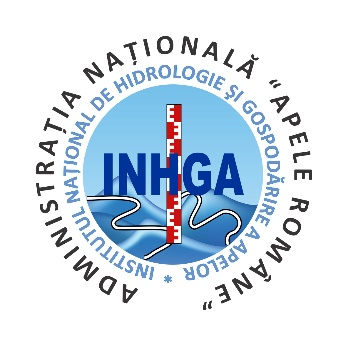 ADMINISTRAȚIA NAȚIONALĂ "APELE ROMÂNE"
INSTITUTUL NAȚIONAL DE HIDROLOGIE ȘI GOSPODĂRIRE A APELOR *
INHGA